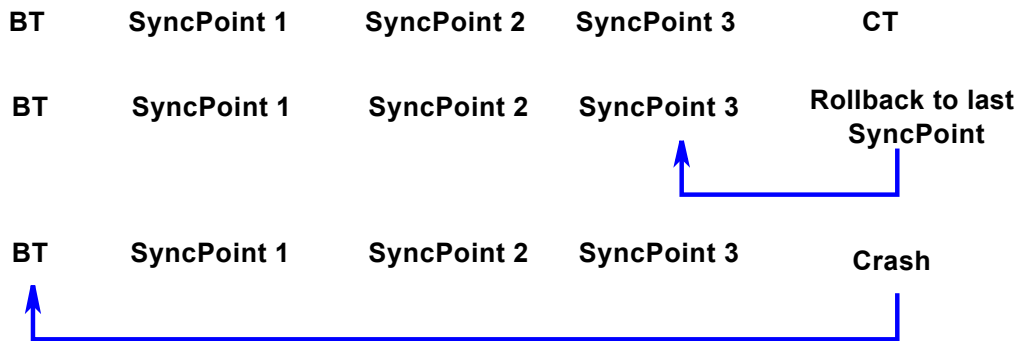 BT SyncPoint 1 SyncPoint 2 SyncPoint 3 CT
BT SyncPoint 1 SyncPoint 2 SyncPoint 3 Rollback to last
SyncPoint
BT SyncPoint 1 SyncPoint 2 SyncPoint 3 Crash